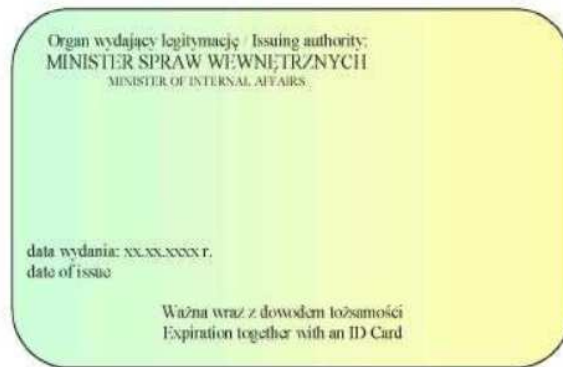 Organ wydający legitymację / Issuing authority:
MINISTER SPRAW WEWNĘTRZNYCH
MINISTER OF INTERNAL AFFAIRS
data wydania: xx.xx.xxxx r.
date of issue
Ważna wraz z dowodem tożsamości
Expiration together with an ID Card